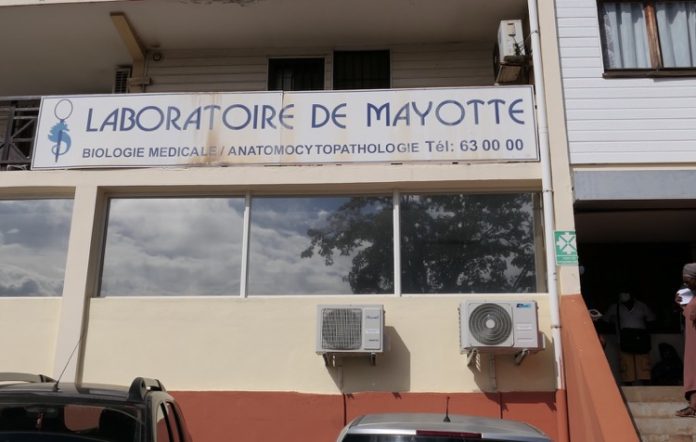 LABORATOIRE DE MAYOTTE
BIOLOGIE MEDICALE / ANATOMOCYTOPATHOLOGIE Tél: 63 00 00